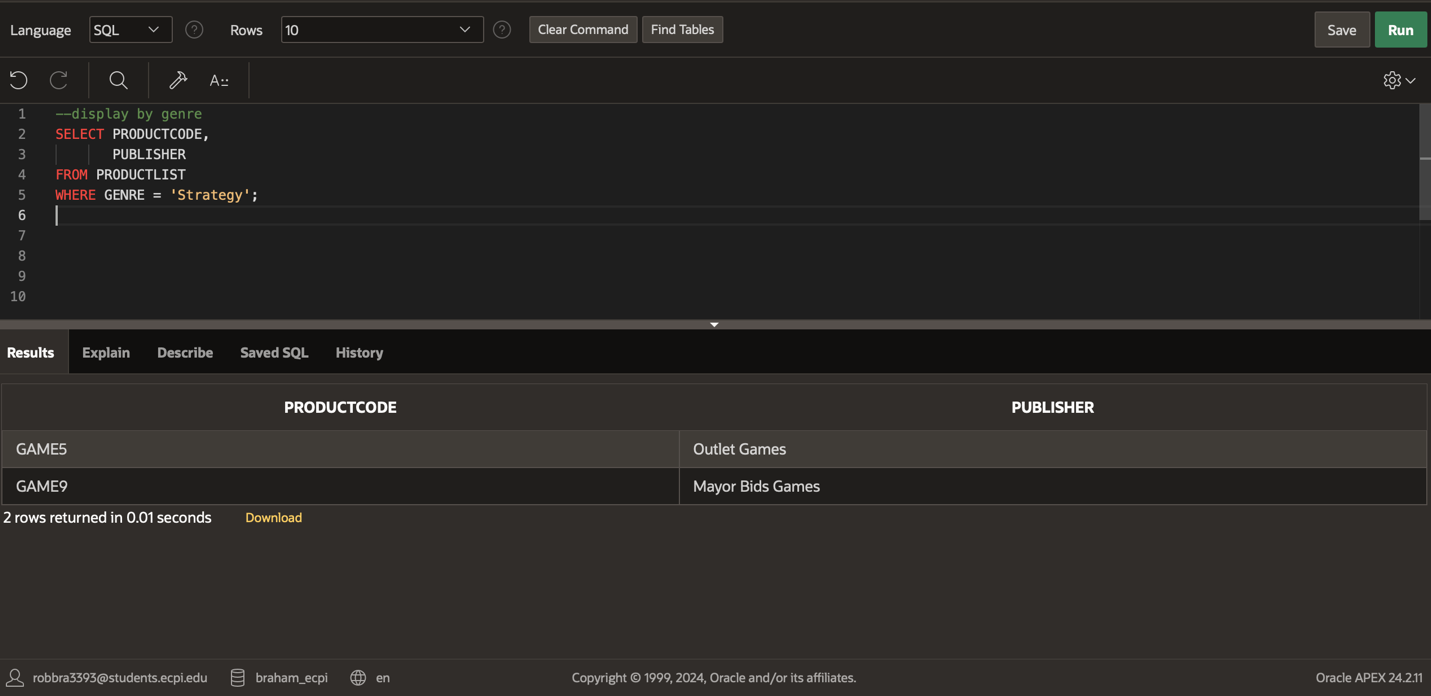 Language SQL ? Rows 10 ? Clear Command Find Tables Save Run
A::
1 --display by genre
2 SELECT PRODUCTCODE,
3 PUBLISHER
4 FROM PRODUCTLIST
5 WHERE GENRE = 'Strategy';
6
7
8
9
10
Results Explain Describe Saved SQL History
PRODUCTCODE PUBLISHER
GAME5 Outlet Games
GAME9 Mayor Bids Games
2 rows returned in 0.01 seconds Download
robbra3393@students.ecpi.edu braham_ecpi en Copyright © 1999, 2024, Oracle and/or its affiliates. Oracle APEX 24.2.11